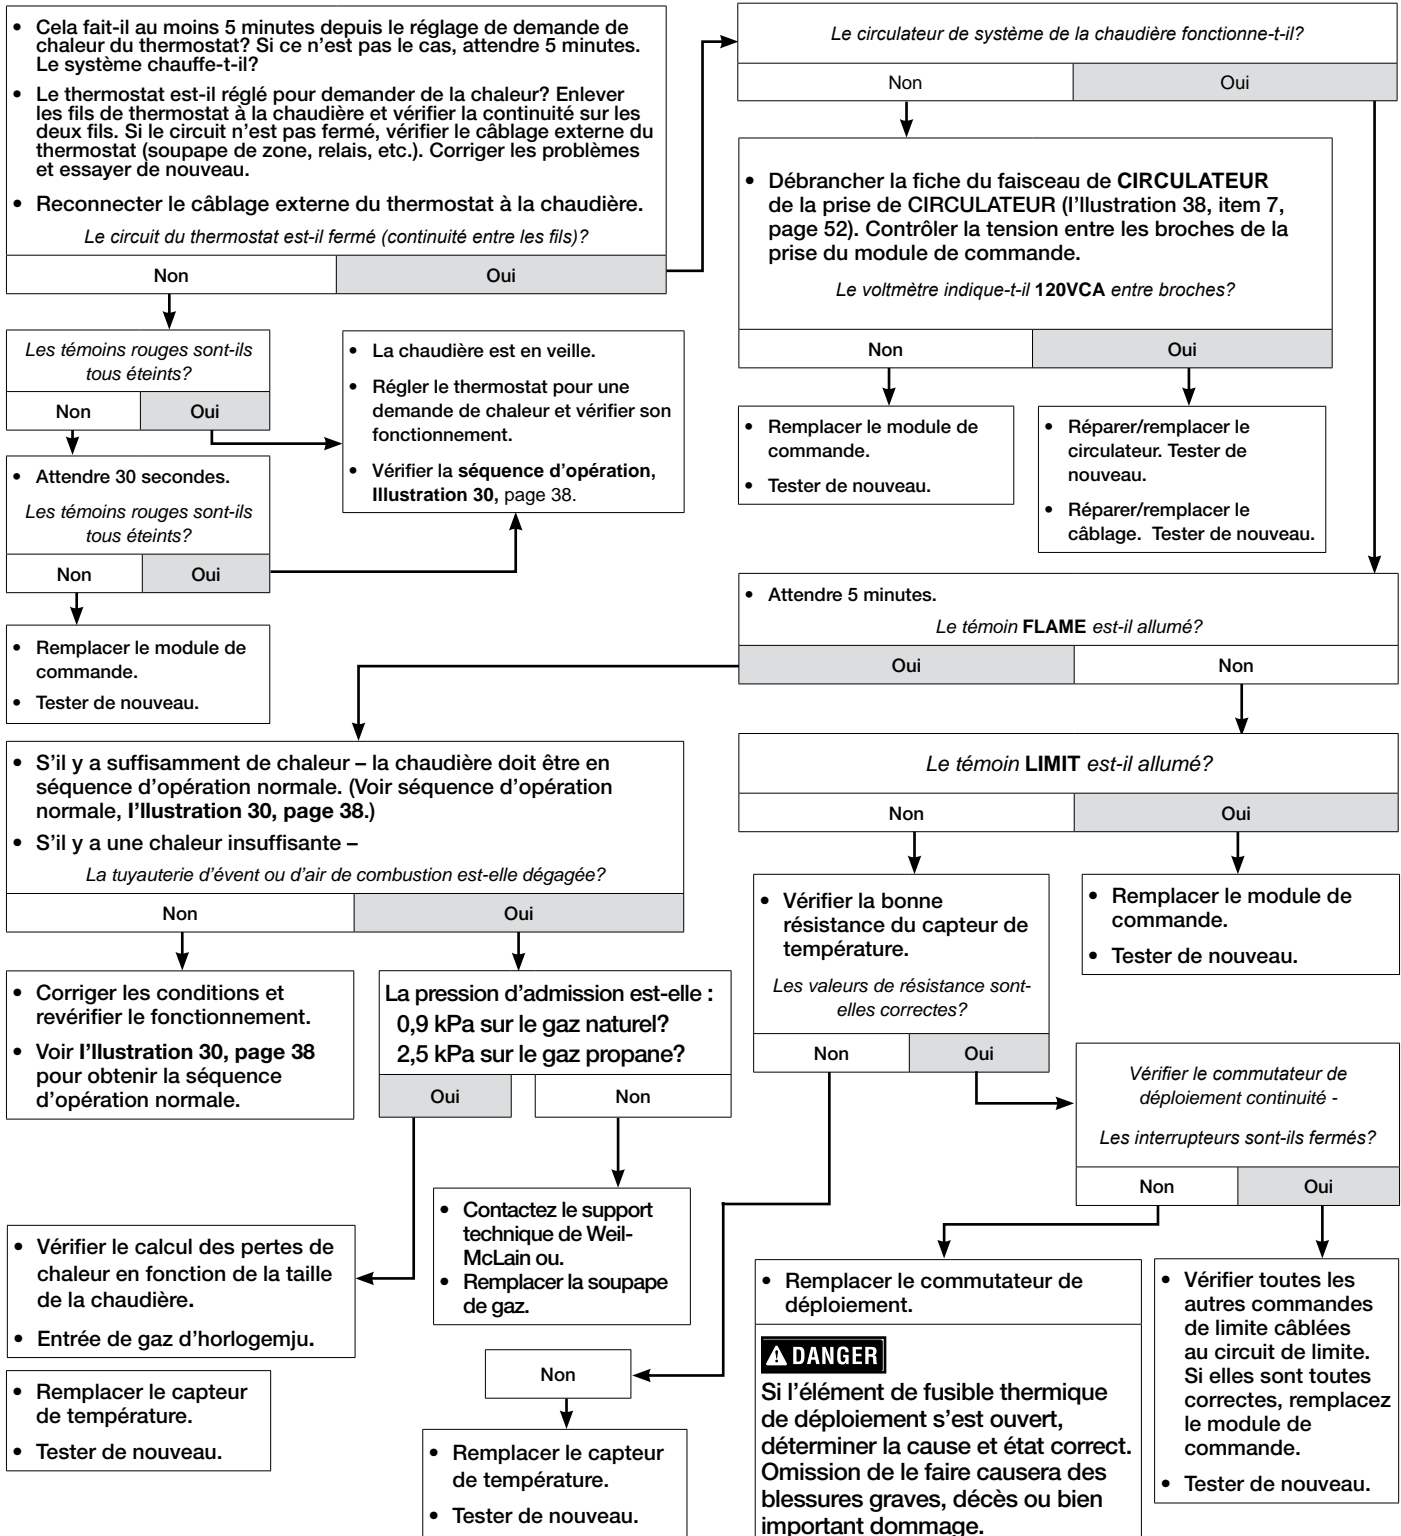 • Cela fait-il au moins 5 minutes depuis le réglage de demande de
chaleur du thermostat? Si ce n’est pas le cas, attendre 5 minutes.
Le système chauffe-t-il?
• Le thermostat est-il réglé pour demander de la chaleur? Enlever
les fils de thermostat à la chaudière et vérifier la continuité sur les
deux fils. Si le circuit n’est pas fermé, vérifier le câblage externe du
thermostat (soupape de zone, relais, etc.). Corriger les problèmes
et essayer de nouveau.
• Reconnecter le câblage externe du thermostat à la chaudière.
Le circuit du thermostat est-il fermé (continuité entre les fils)?
Non
Oui
Les témoins rouges sont-ils
tous éteints?
Non
Oui
• Attendre 30 secondes.
Les témoins rouges sont-ils
tous éteints?
Non
Oui
• Remplacer le module de
commande.
• Tester de nouveau.
• La chaudière est en veille.
• Régler le thermostat pour une
demande de chaleur et vérifier son
fonctionnement.
• Vérifier la séquence d’opération,
Illustration 30, page 38.
Le circulateur de système de la chaudière fonctionne-t-il?
Non
Oui
• Débrancher la fiche du faisceau de CIRCULATEUR
de la prise de CIRCULATEUR (l’Ilustration 38, item 7,
page 52). Contrôler la tension entre les broches de la
prise du module de commande.
Le voltmètre indique-t-il 120VCA entre broches?
Non
Oui
• Remplacer le module de
commande.
• Tester de nouveau.
• Réparer/remplacer le
circulateur. Tester de
nouveau.
• Réparer/remplacer le
câblage. Tester de nouveau.
• Attendre 5 minutes.
Le témoin FLAME est-il allumé?
Oui
Non
• S’il y a suffisamment de chaleur – la chaudière doit être en
séquence d’opération normale. (Voir séquence d’opération
normale, l’Ilustration 30, page 38.)
• S’il y a une chaleur insuffisante –
La tuyauterie d’évent ou d’air de combustion est-elle dégagée?
Non
Oui
• Corriger les conditions et
revérifier le fonctionnement.
• Voir l’Ilustration 30, page 38
pour obtenir la séquence
d’opération normale.
La pression d’admission est-elle :
0,9 kPa sur le gaz naturel?
2,5 kPa sur le gaz propane?
Oui
Non
• Contactez le support
technique de Weil-
McLain ou.
• Remplacer la soupape
de gaz.
• Vérifier le calcul des pertes de
chaleur en fonction de la taille
de la chaudière.
• Entrée de gaz d’horlogemju.
• Remplacer le capteur
de température.
• Tester de nouveau.
Le témoin LIMIT est-il allumé?
Non
Oui
• Vérifier la bonne
résistance du capteur de
température.
Les valeurs de résistance sont-
elles correctes?
Non
Oui
• Remplacer le module de
commande.
• Tester de nouveau.
Vérifier le commutateur de
déploiement continuité -
Les interrupteurs sont-ils fermés?
Non
Oui
Non
• Remplacer le capteur
de température.
• Tester de nouveau.
• Remplacer le commutateur de
déploiement.
DANGER
Si l’élément de fusible thermique
de déploiement s’est ouvert,
déterminer la cause et état correct.
Omission de le faire causera des
blessures graves, décès ou bien
important dommage.
• Vérifier toutes les
autres commandes
de limite câblées
au circuit de limite.
Si elles sont toutes
correctes, remplacez
le module de
commande.
• Tester de nouveau.